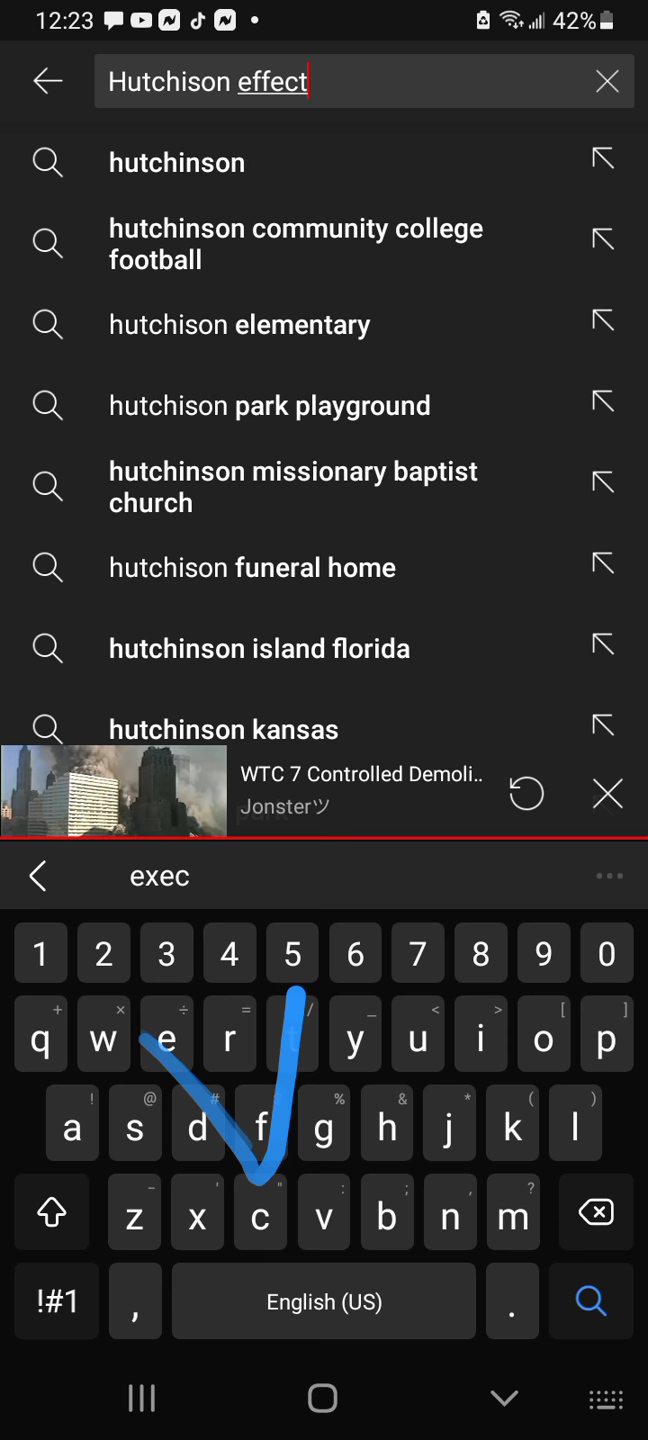 12:23 42%
Hutchison effect
hutchinson
hutchinson community college
football
hutchison elementary
hutchison park playground
hutchinson missionary baptist
church
hutchison funeral home
hutchinson island florida
hutchinson kansas
WTC 7 Controlled Demoli..
Jonsterツ
exec
1 2 3 4 5 6 7 8 9 0
+ × ÷ = / _ < > [ ]
q w e r t y u i o p
! @ # % & * ( )
a s d f g h j k l
- ' " : ; , ?
z x c v b n m
!#1 , English (US) .